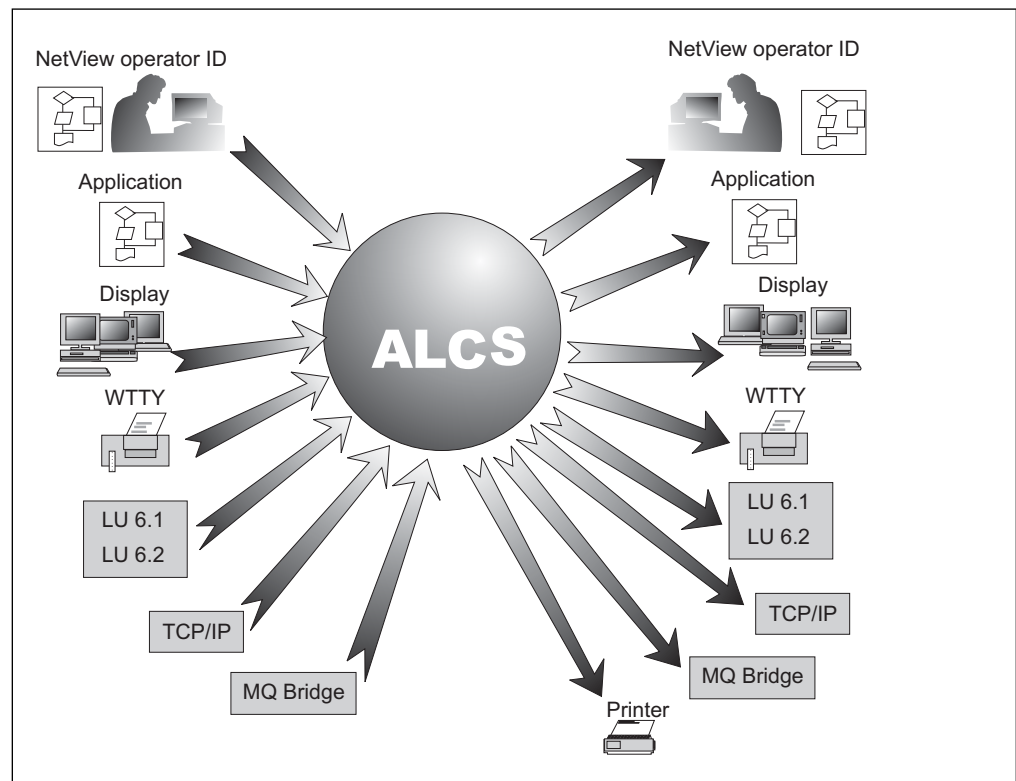 NetView operator ID
NetView operator ID
Application
Application
Display
Display
ALCS
WTTY
WTTY
LU 6.1
LU 6.2
LU 6.1
LU 6.2
TCP/IP
TCP/IP
MQ Bridge
MQ Bridge
Printer